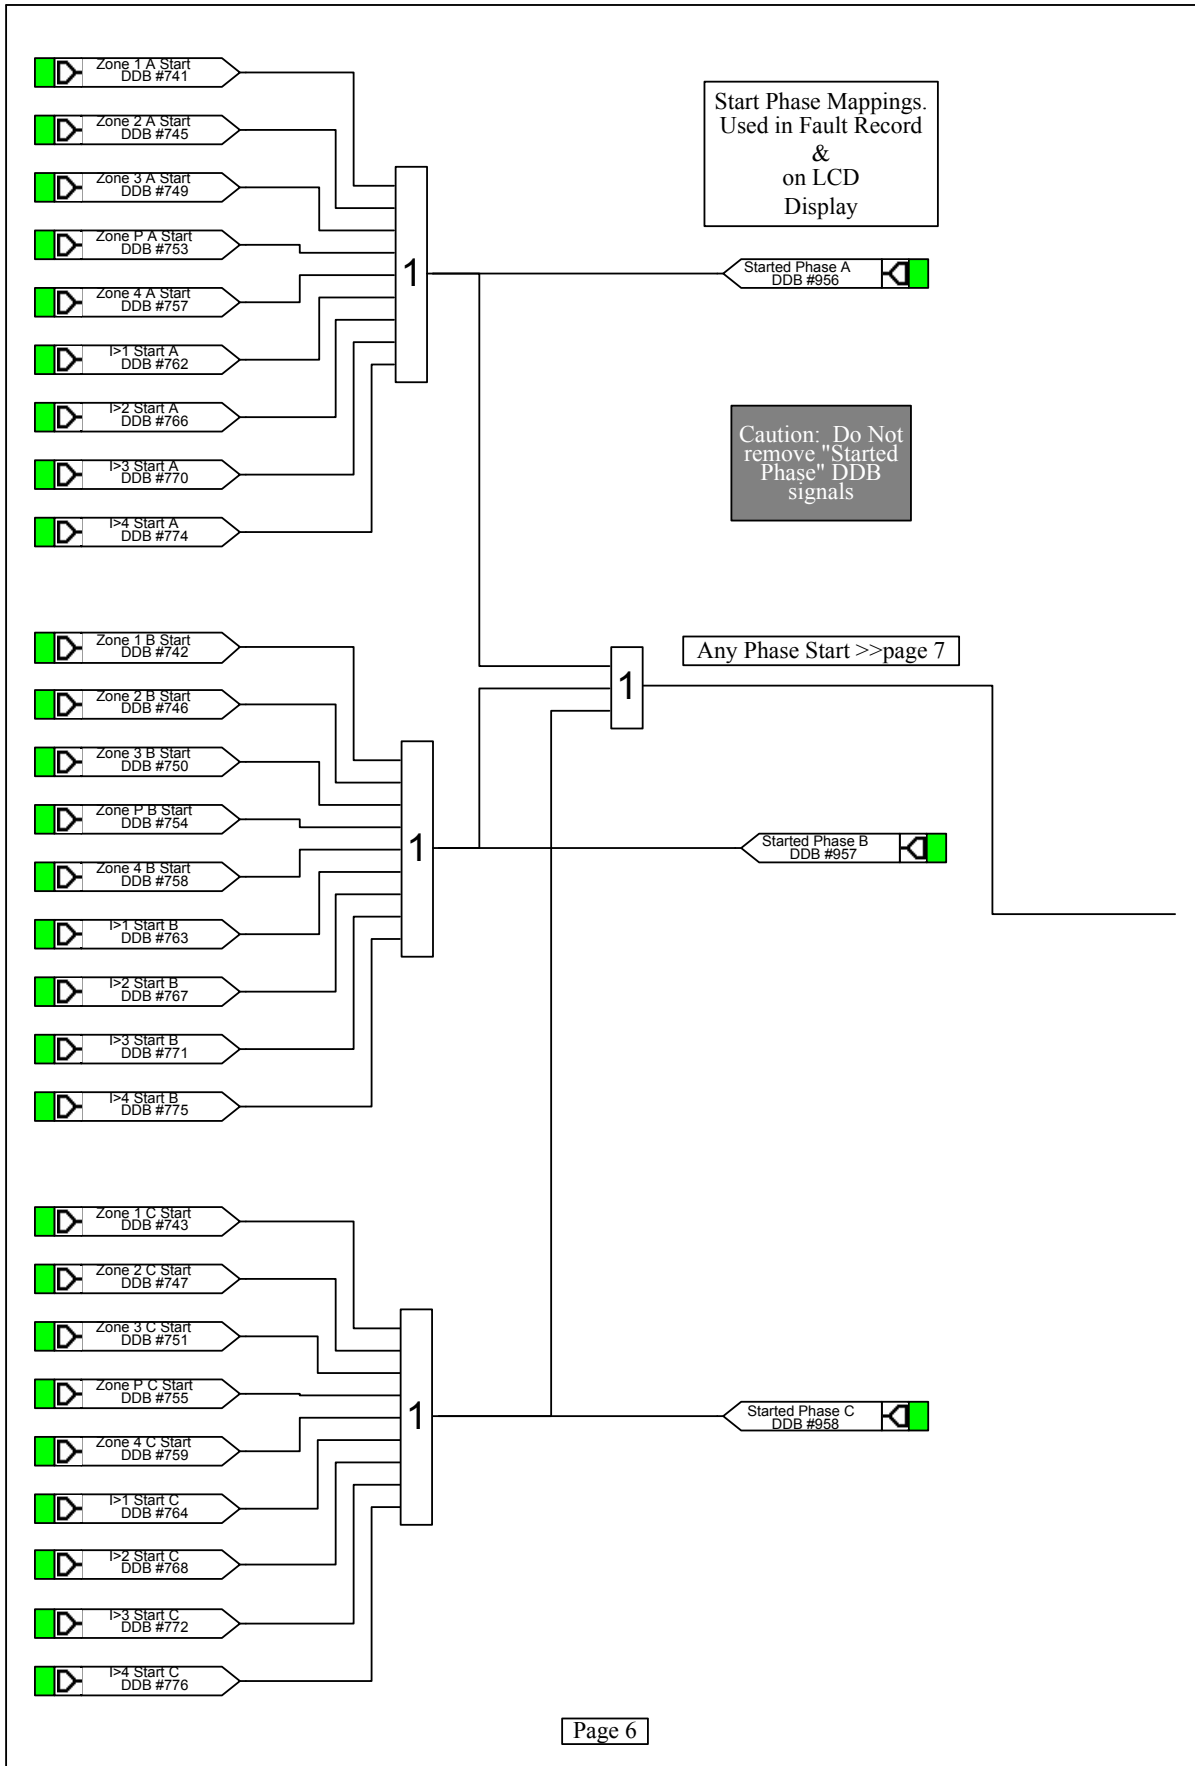 Zone 1 A Start
DDB #741
Zone 2 A Start
DDB #745
Zone 3 A Start
DDB #749
Zone P A Start
DDB #753
Zone 4 A Start
DDB #757
I>1 Start A
DDB #762
I>2 Start A
DDB #766
I>3 Start A
DDB #770
I>4 Start A
DDB #774
1
Start Phase Mappings.
Used in Fault Record
&
on LCD
Display
Started Phase A
DDB #956
Caution: Do Not
remove "Started
Phase" DDB
signals
Zone 1 B Start
DDB #742
Zone 2 B Start
DDB #746
Zone 3 B Start
DDB #750
Zone P B Start
DDB #754
Zone 4 B Start
DDB #758
I>1 Start B
DDB #763
I>2 Start B
DDB #767
I>3 Start B
DDB #771
I>4 Start B
DDB #775
1
1
Any Phase Start >>page 7
Started Phase B
DDB #957
Zone 1 C Start
DDB #743
Zone 2 C Start
DDB #747
Zone 3 C Start
DDB #751
Zone P C Start
DDB #755
Zone 4 C Start
DDB #759
I>1 Start C
DDB #764
I>2 Start C
DDB #768
I>3 Start C
DDB #772
I>4 Start C
DDB #776
1
Started Phase C
DDB #958
Page 6